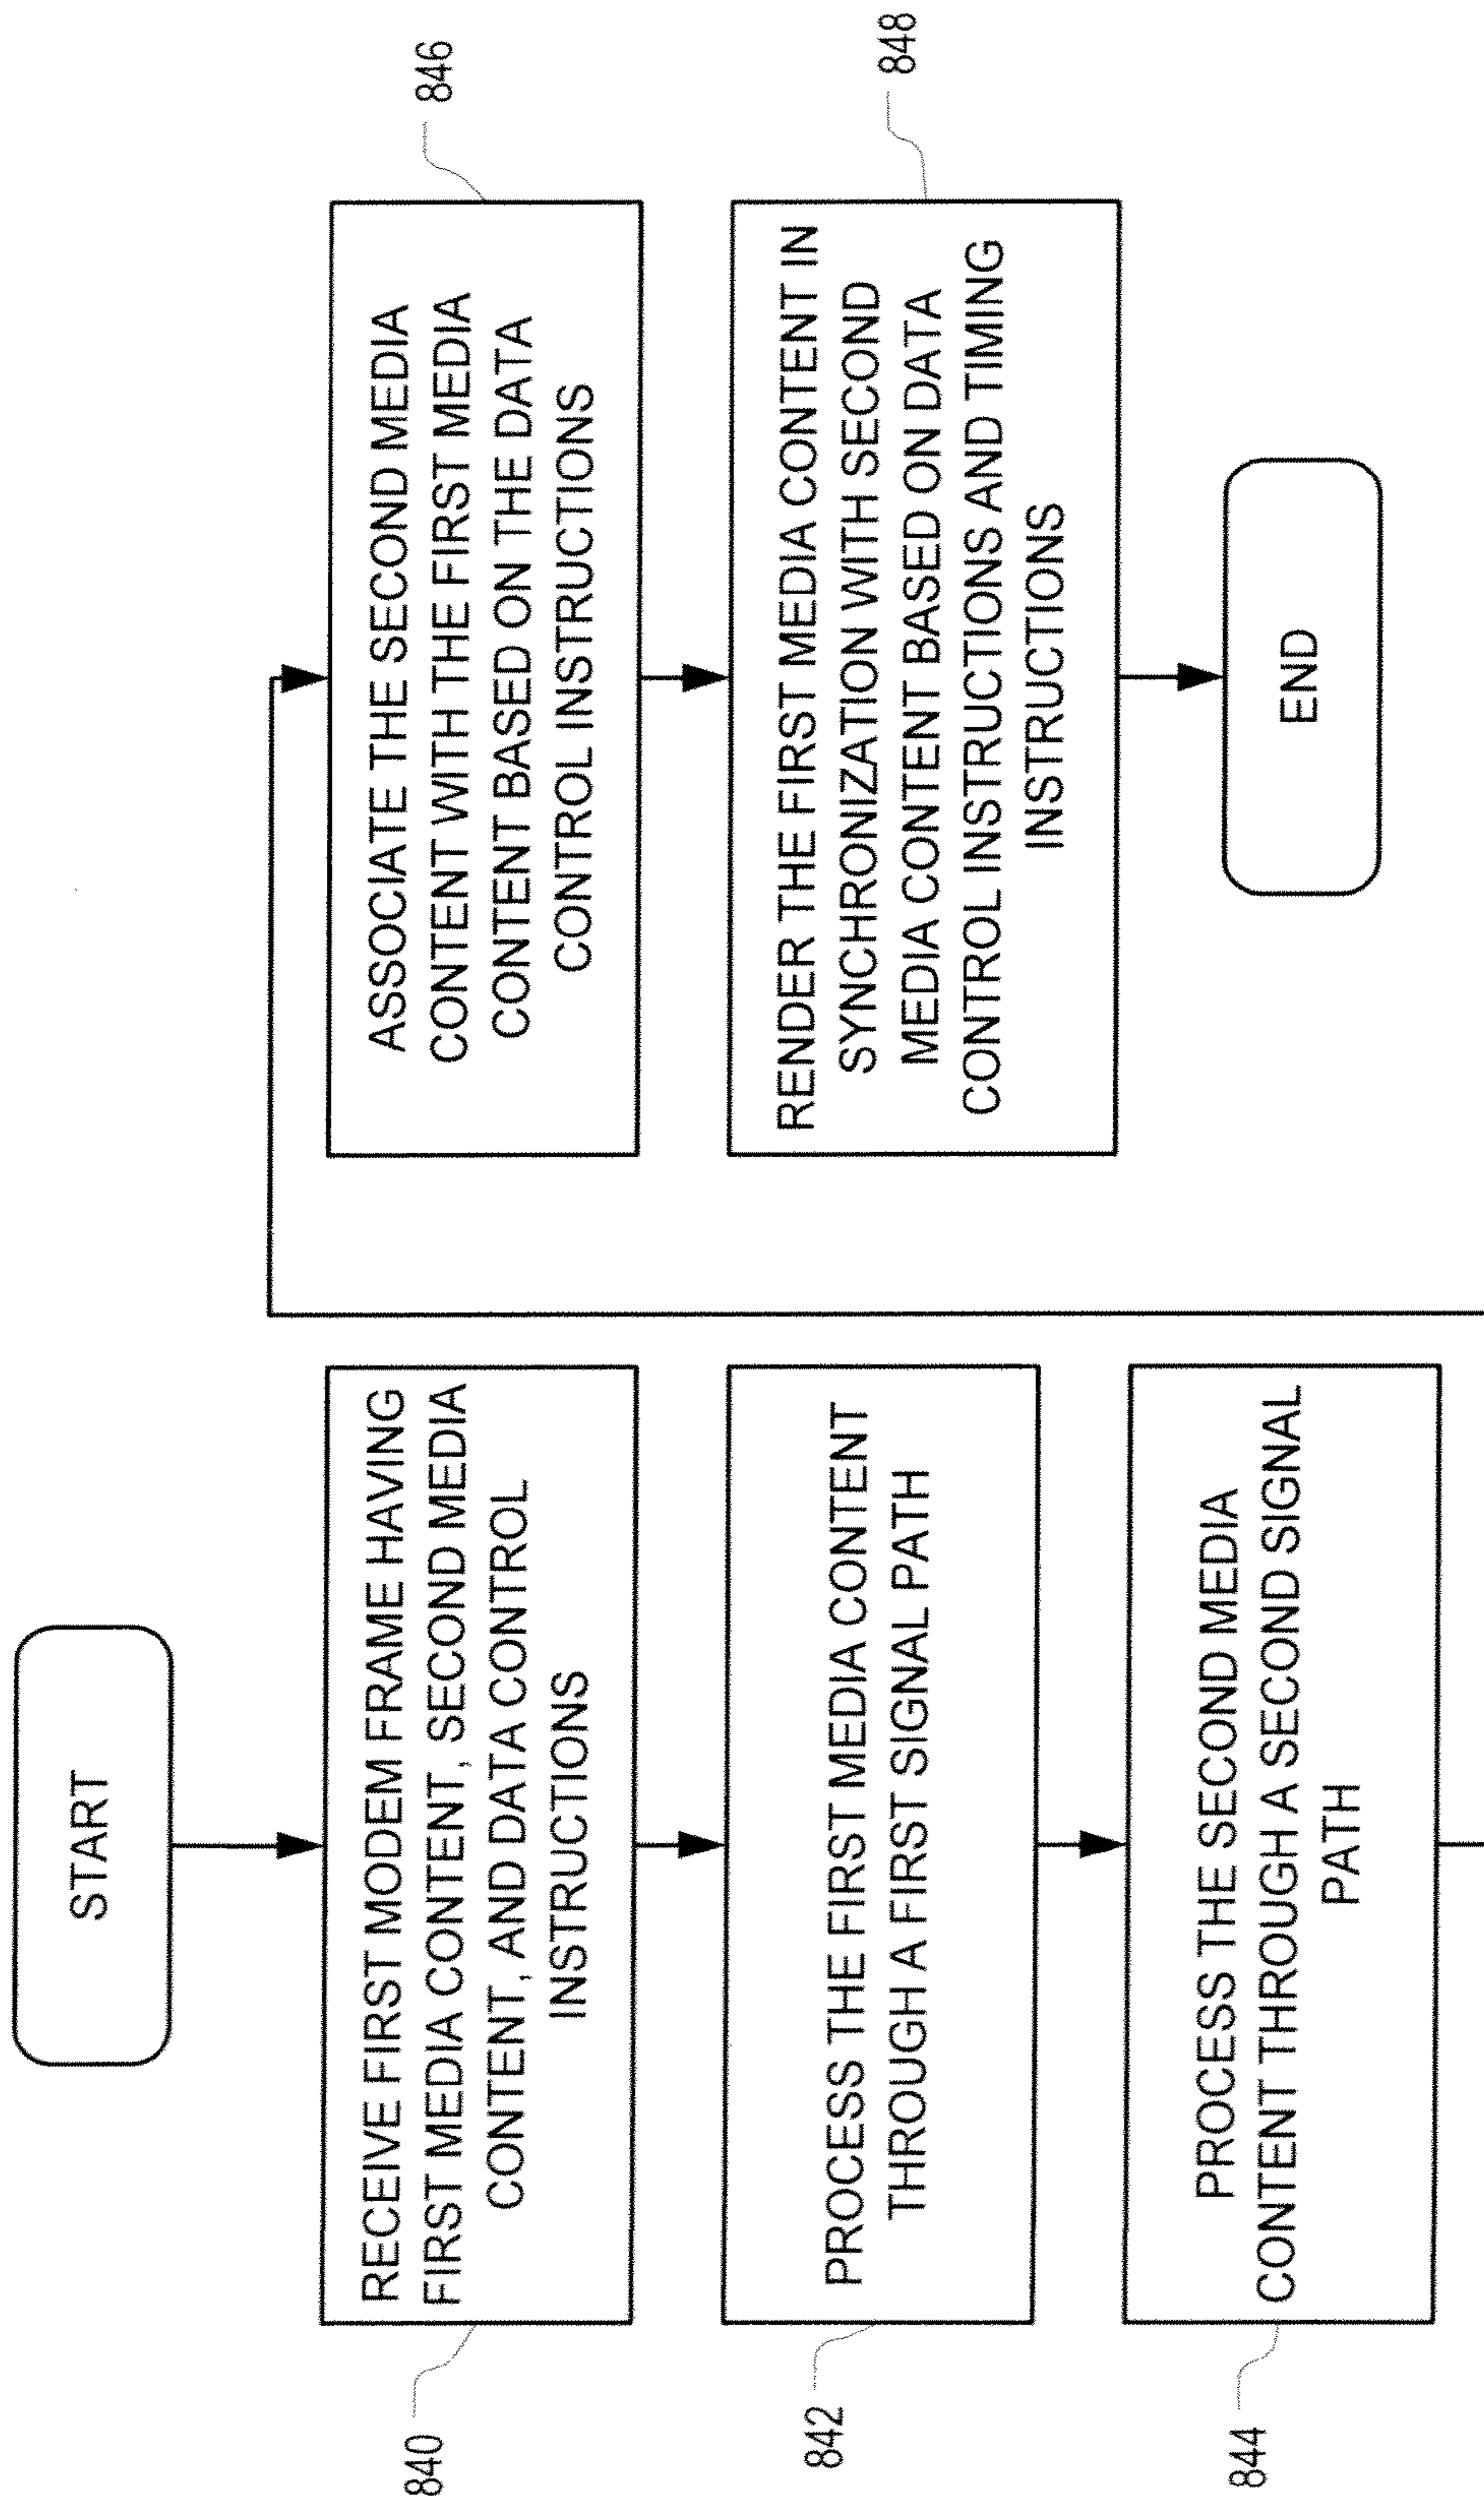 START
RECEIVE FIRST MODEM FRAME HAVING
FIRST MEDIA CONTENT, SECOND MEDIA
CONTENT, AND DATA CONTROL
INSTRUCTIONS
840
PROCESS THE FIRST MEDIA CONTENT
THROUGH A FIRST SIGNAL PATH
842
PROCESS THE SECOND MEDIA
CONTENT THROUGH A SECOND SIGNAL
PATH
844
ASSOCIATE THE SECOND MEDIA
CONTENT WITH THE FIRST MEDIA
CONTENT BASED ON THE DATA
CONTROL INSTRUCTIONS
846
RENDER THE FIRST MEDIA CONTENT IN
SYNCHRONIZATION WITH SECOND
MEDIA CONTENT BASED ON DATA
CONTROL INSTRUCTIONS AND TIMING
INSTRUCTIONS
848
END